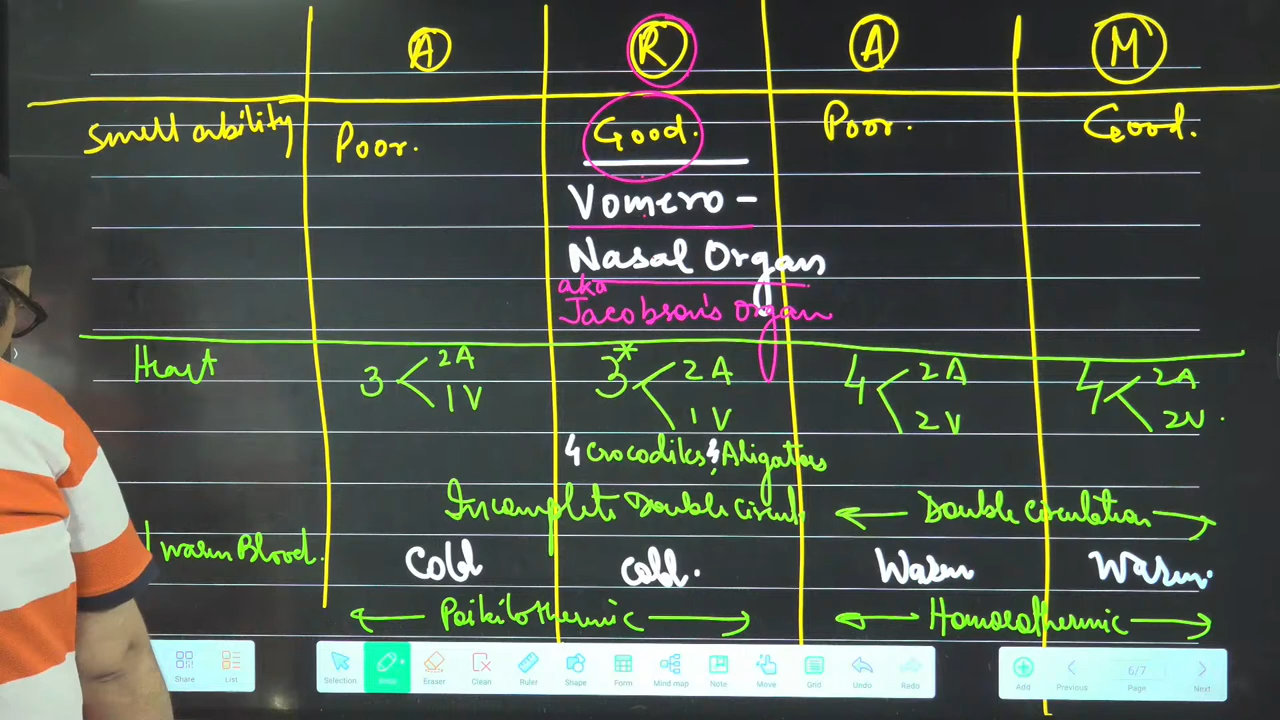 A R A M
Smell ability Poor. Good. Poor. Good.
Vomero-
Nasal Organ
aka
Jacobson's Organ
Heart 3 2A 1V 3* 2A 1V 4 2A 2V 4 2A 2V.
4 Crocodiles & Aligators
Incomplete Double Circul Double circulation
warm Blood. Cold cold. Warm Warm.
Poikilothermic Homoeothermic
Share List Selection Eraser Clean Ruler Shape Form Mind map Note Move Grid Undo Redo Add Previous 6/7 Page Next